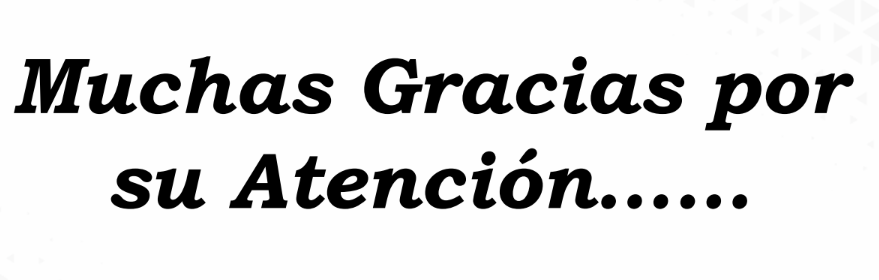 Muchas Gracias por
su Atención......